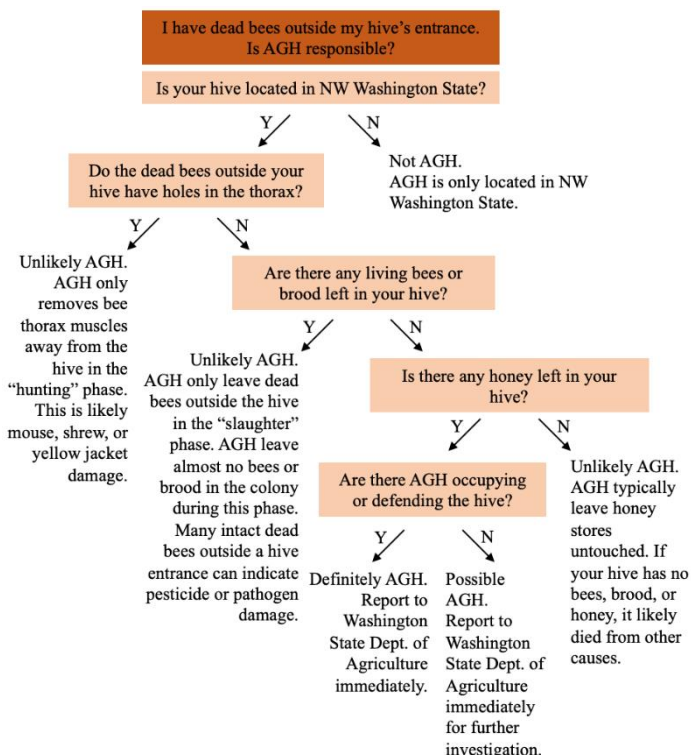 I have dead bees outside my hive’s entrance.
Is AGH responsible?
Is your hive located in NW Washington State?
Y
N
Do the dead bees outside your
hive have holes in the thorax?
Not AGH.
AGH is only located in NW
Washington State.
Y
N
Unlikely AGH.
AGH only
removes bee
thorax muscles
away from the
hive in the
“hunting” phase.
This is likely
mouse, shrew, or
yellow jacket
damage.
Are there any living bees or
brood left in your hive?
Y
N
Unlikely AGH.
AGH only leave dead
bees outside the hive
in the “slaughter”
phase. AGH leave
almost no bees or
brood in the colony
during this phase.
Many intact dead
bees outside a hive
entrance can indicate
pesticide or pathogen
damage.
Is there any honey left in your
hive?
Y
N
Are there AGH occupying
or defending the hive?
Unlikely AGH.
AGH typically
leave honey
stores
untouched. If
your hive has no
bees, brood, or
honey, it likely
died from other
causes.
Y
N
Definitely AGH.
Report to
Washington
State Dept. of
Agriculture
immediately.
Possible
AGH.
Report to
Washington
State Dept. of
Agriculture
immediately
for further
investigation.